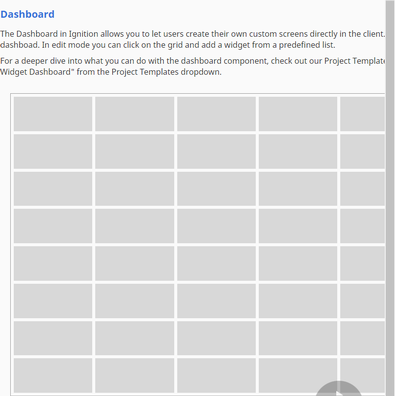 Dashboard
The Dashboard in Ignition allows you to let users create their own custom screens directly in the client.
dashboad. In edit mode you can click on the grid and add a widget from a predefined list.
For a deeper dive into what you can do with the dashboard component, check out our Project Template
Widget Dashboard" from the Project Templates dropdown.